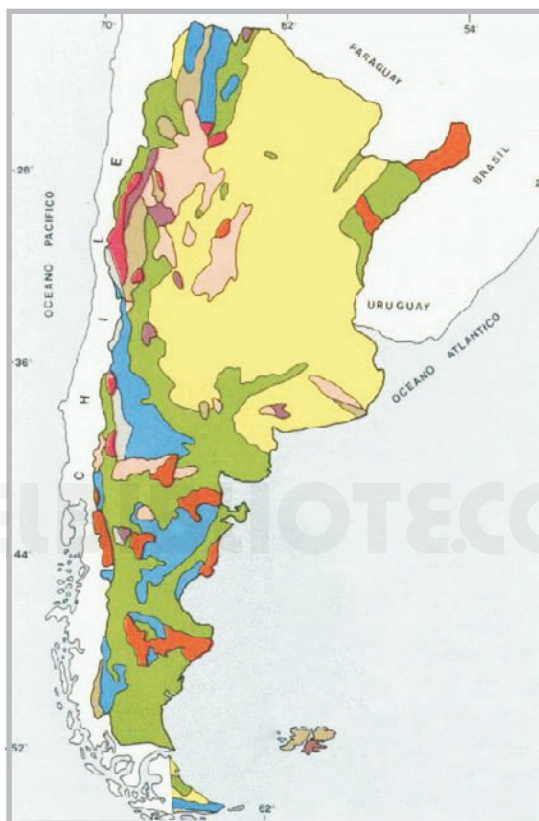 70°
62°
54°
PARAGUAY
28°
BRASIL
OCEANO PACIFICO
CHILE
URUGUAY
OCEANO ATLANTICO
36°
44°
52°
62°